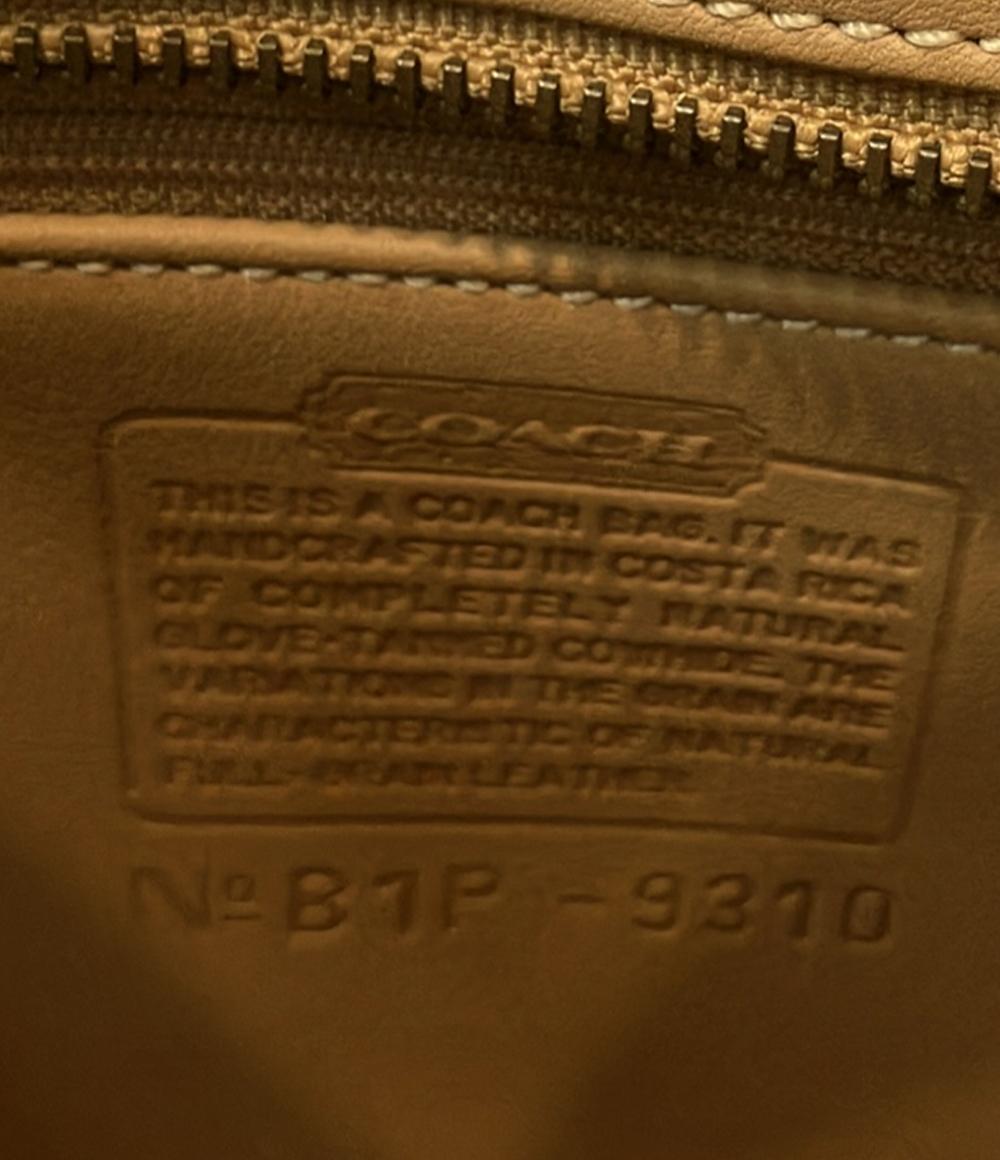 COACH
THIS IS A COACH BAG. IT WAS
HANDCRAFTED IN COSTA RICA
OF COMPLETELY NATURAL
GLOVE-TANNED COWHIDE. THE
VARIATIONS IN THE GRAIN ARE
CHARACTERISTIC OF NATURAL
FULL-GRAIN LEATHER.
Nº B1P - 9310